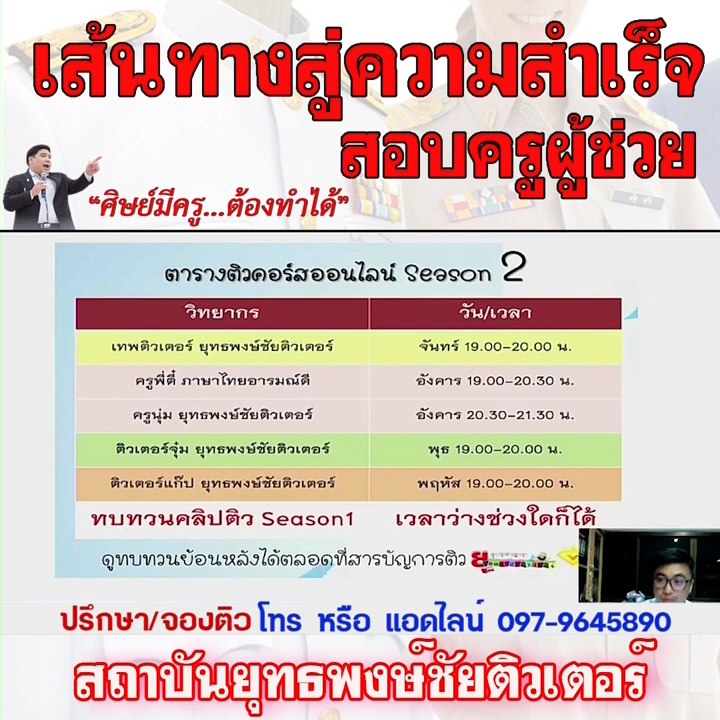 เส้นทางสู่ความสำเร็จ
สอบครูผู้ช่วย
“ศิษย์มีครู...ต้องทำได้”
ตารางติวคอร์สออนไลน์ Season 2
วิทยากร วัน/เวลา
เทพติวเตอร์ ยุทธพงษ์ชัยติวเตอร์ จันทร์ 19.00-20.00 น.
ครูพี่ตี๋ ภาษาไทยอารมณ์ดี อังคาร 19.00-20.30 น.
ครูนุ่ม ยุทธพงษ์ชัยติวเตอร์ อังคาร 20.30-21.30 น.
ติวเตอร์จุ๋ม ยุทธพงษ์ชัยติวเตอร์ พุธ 19.00-20.00 น.
ติวเตอร์แก๊ป ยุทธพงษ์ชัยติวเตอร์ พฤหัส 19.00-20.00 น.
ทบทวนคลิปติว Season1 เวลาว่างช่วงใดก็ได้
ดูทบทวนย้อนหลังได้ตลอดที่สารบัญการติว
ปรึกษา/จองติว โทร หรือ แอดไลน์ 097-9645890
สถาบันยุทธพงษ์ชัยติวเตอร์